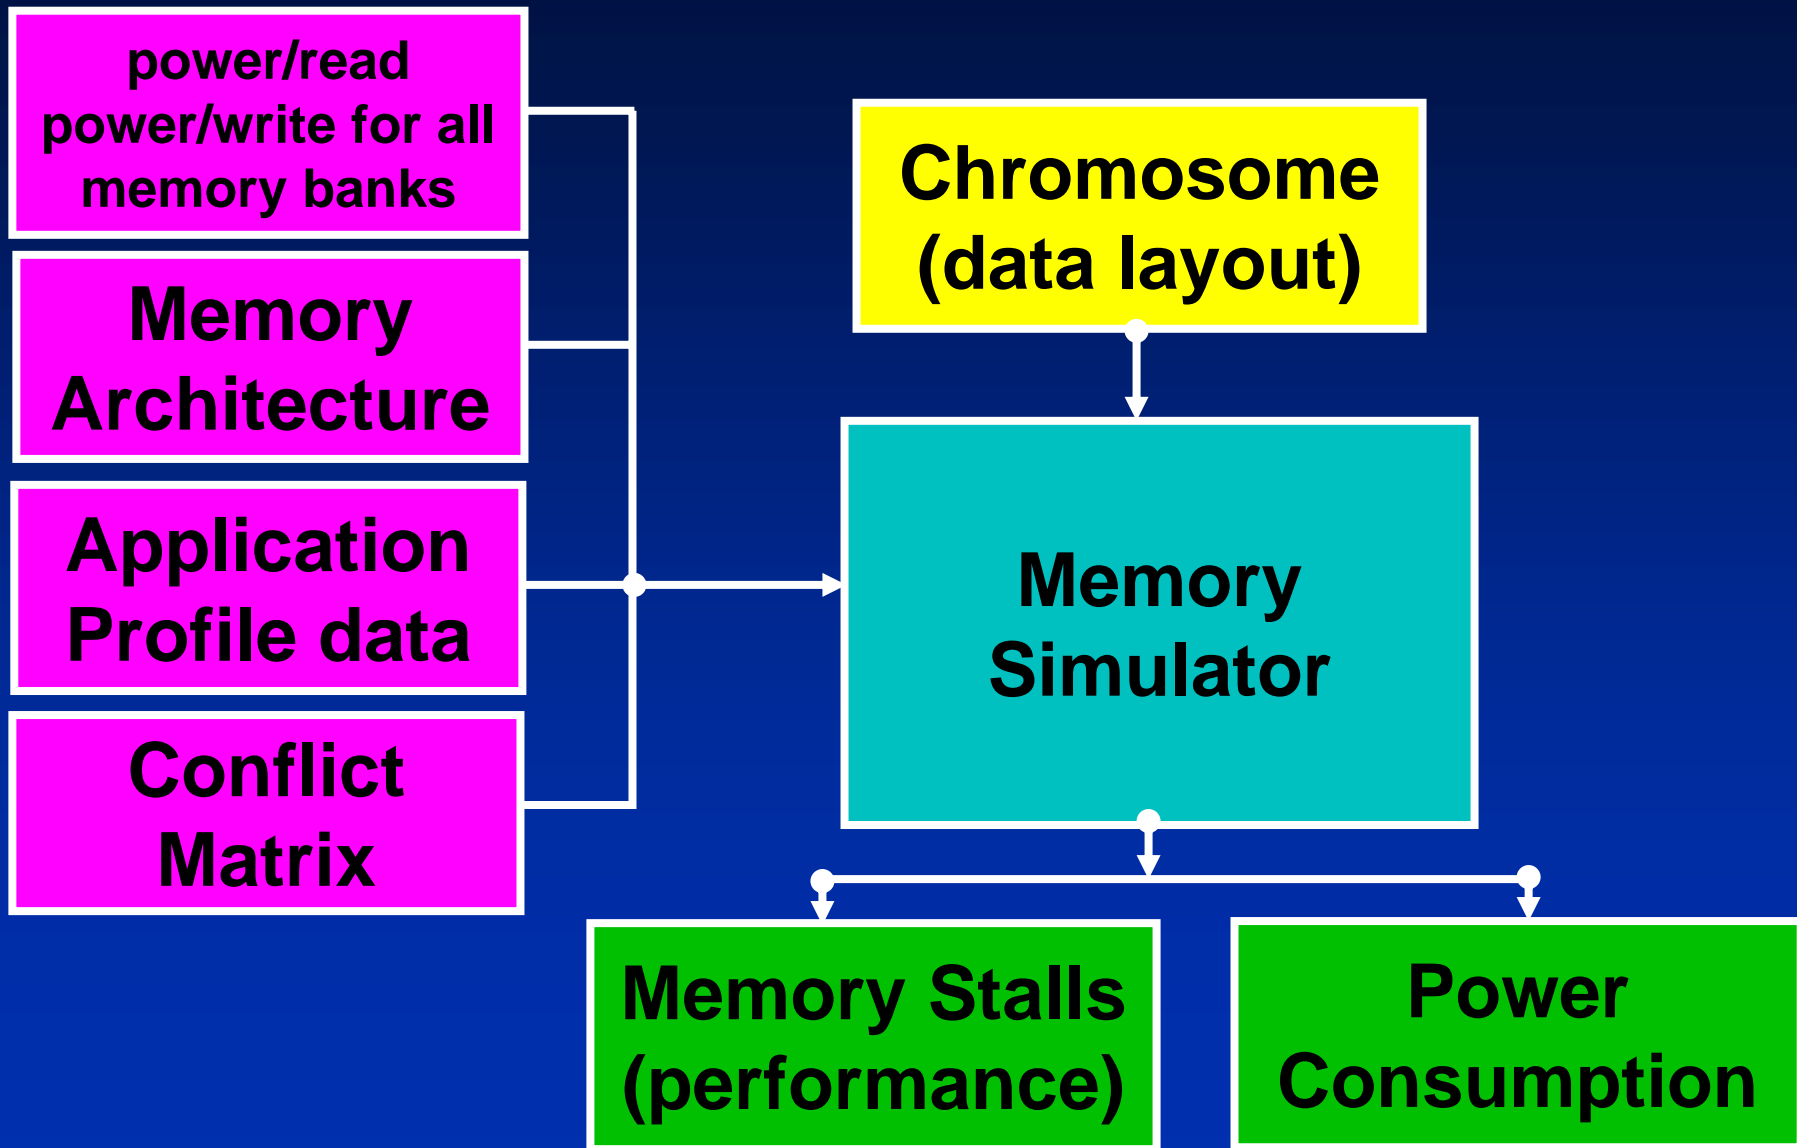 power/read
power/write for all
memory banks
Memory
Architecture
Application
Profile data
Conflict
Matrix
Chromosome
(data layout)
Memory
Simulator
Memory Stalls
(performance)
Power
Consumption